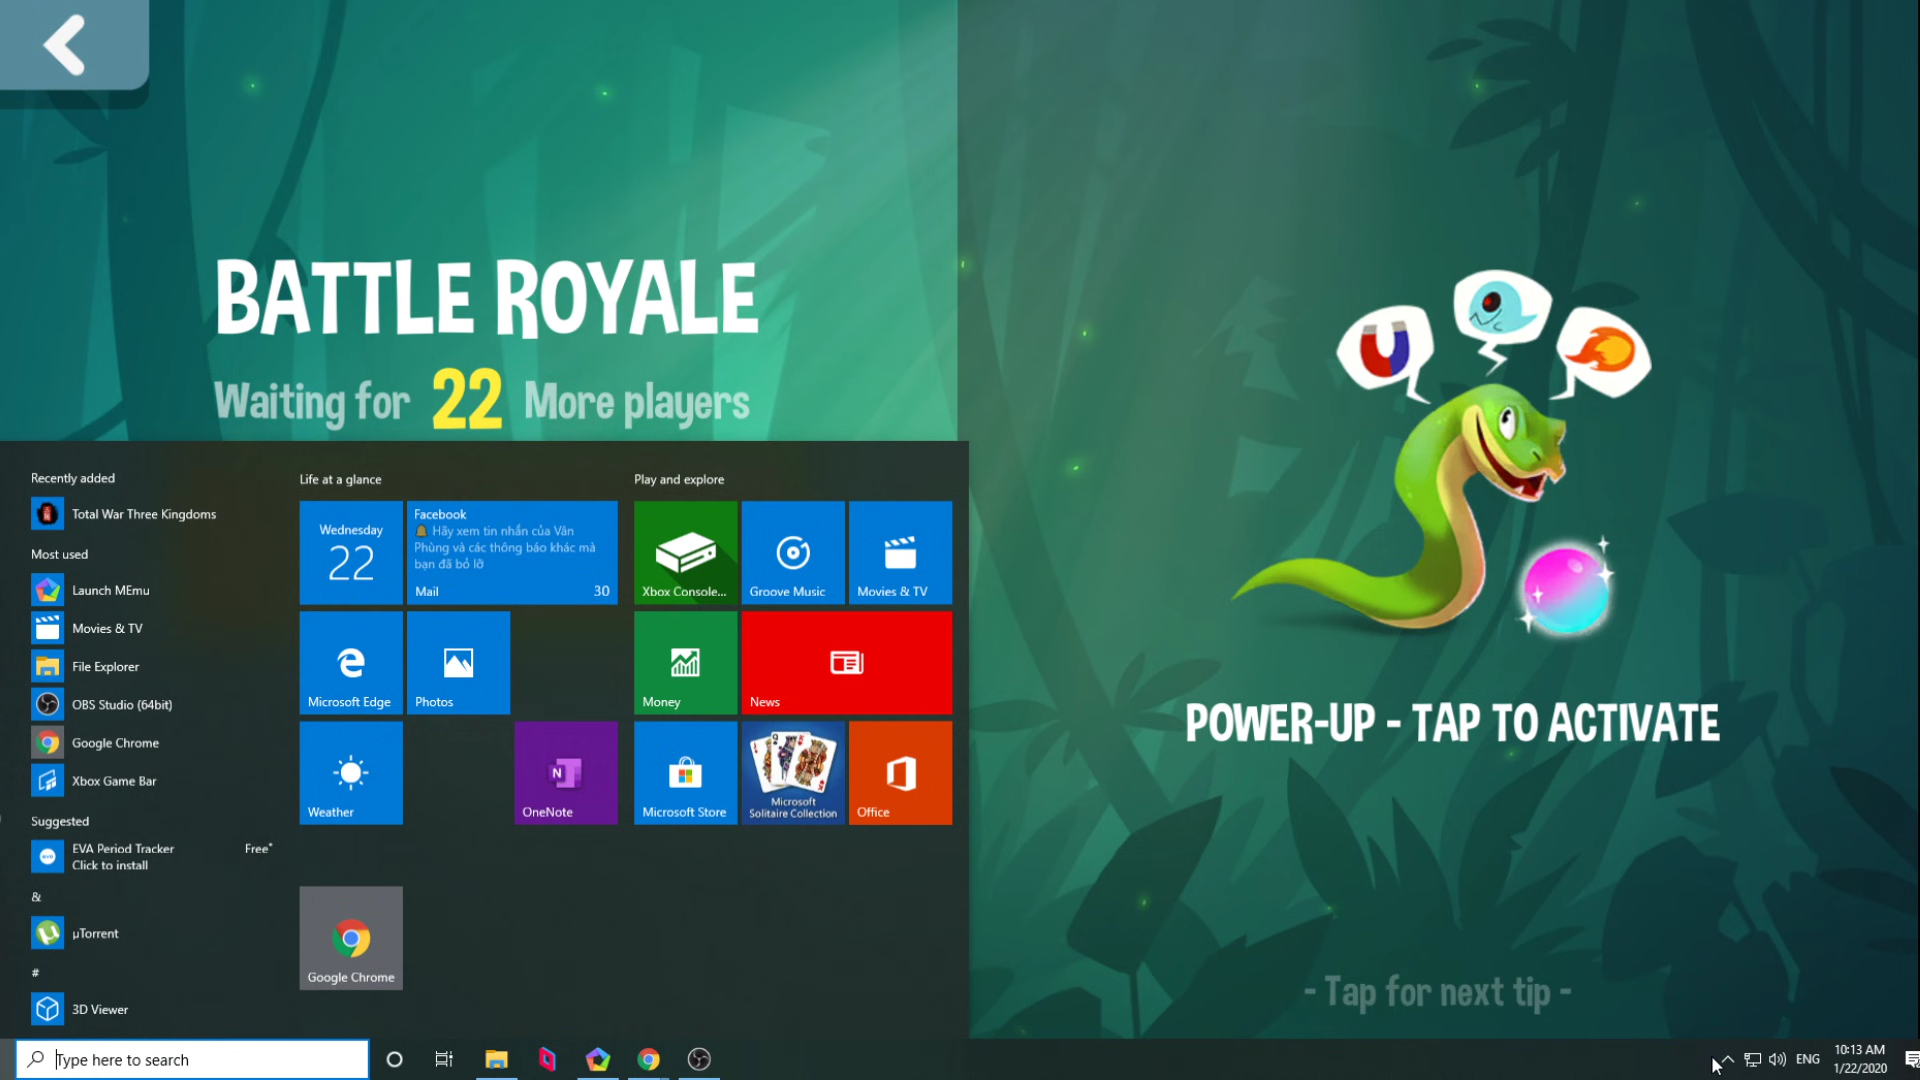 BATTLE ROYALE
Waiting for 22 More players
POWER-UP - TAP TO ACTIVATE
- Tap for next tip -
Recently added
Total War Three Kingdoms
Most used
Launch MEmu
Movies & TV
File Explorer
OBS Studio (64bit)
Google Chrome
Xbox Game Bar
Suggested
EVA Period Tracker Free*
Click to install
&
µTorrent
#
3D Viewer
Life at a glance
Wednesday
22
Facebook
Hãy xem tin nhắn của Vân
Phùng và các thông báo khác mà
bạn đã bỏ lỡ
Mail 30
Microsoft Edge
Photos
Weather
OneNote
Google Chrome
Play and explore
Xbox Console...
Groove Music
Movies & TV
Money
News
Microsoft Store
Microsoft
Solitaire Collection
Office
Type here to search
ENG
10:13 AM
1/22/2020